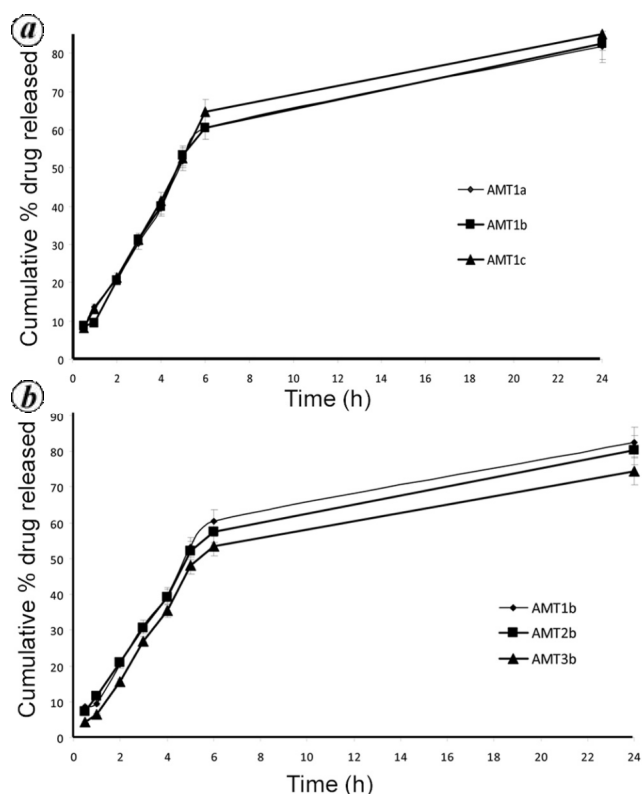 a
Cumulative % drug released
80
70
60
50
40
30
20
10
0
AMT1a
AMT1b
AMT1c
0 2 4 6 8 10 12 14 16 18 20 22 24
Time (h)
b
Cumulative % drug released
90
80
70
60
50
40
30
20
10
0
AMT1b
AMT2b
AMT3b
0 2 4 6 8 10 12 14 16 18 20 22 24
Time (h)